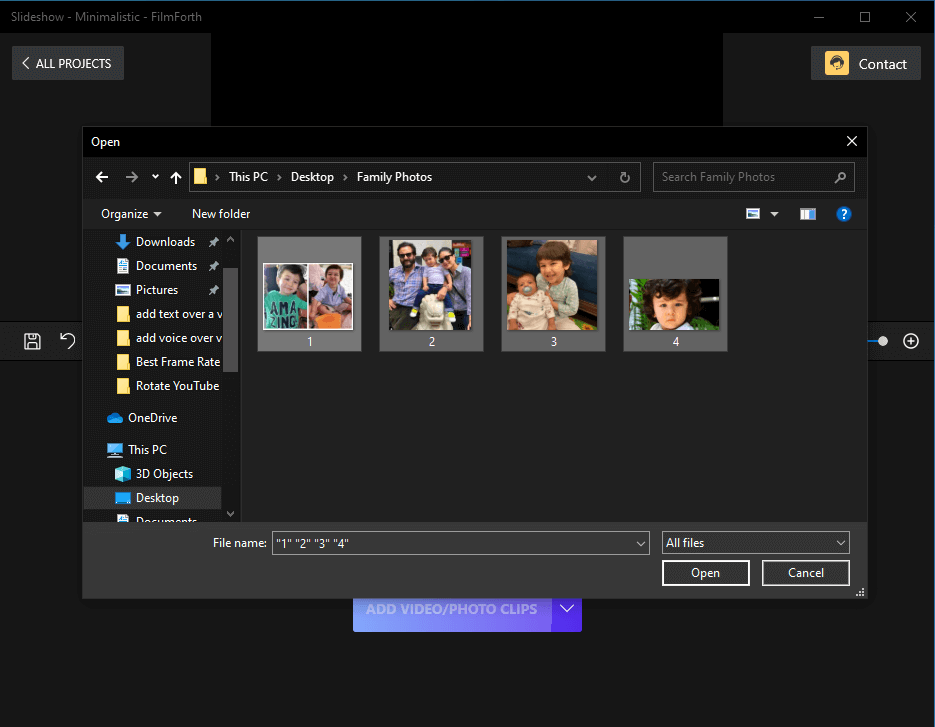 Slideshow - Minimalistic - FilmForth
ALL PROJECTS
Contact
Open
This PC > Desktop > Family Photos
Search Family Photos
Organize
New folder
?
Downloads
Documents
Pictures
add text over a v
add voice over v
Best Frame Rate
Rotate YouTube
OneDrive
This PC
3D Objects
Desktop
Documents
AMA
ZING
1
2
3
4
File name:
"1" "2" "3" "4"
All files
Open
Cancel
ADD VIDEO/PHOTO CLIPS